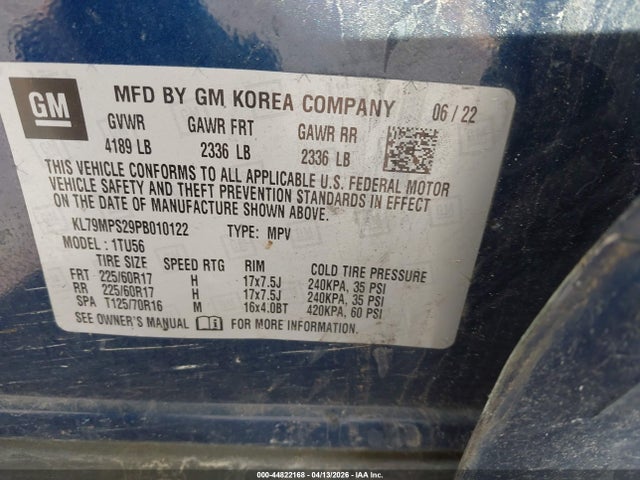 GM
MFD BY GM KOREA COMPANY 06 / 22
GVWR GAWR FRT GAWR RR
4189 LB 2336 LB 2336 LB
THIS VEHICLE CONFORMS TO ALL APPLICABLE U.S. FEDERAL MOTOR
VEHICLE SAFETY AND THEFT PREVENTION STANDARDS IN EFFECT
ON THE DATE OF MANUFACTURE SHOWN ABOVE.
KL79MPS29PB010122 TYPE: MPV
MODEL : 1TU56
TIRE SIZE SPEED RTG RIM COLD TIRE PRESSURE
FRT 225/60R17 H 17x7.5J 240KPA, 35 PSI
RR 225/60R17 H 17x7.5J 240KPA, 35 PSI
SPA T125/70R16 M 16x4.0BT 420KPA, 60 PSI
SEE OWNER'S MANUAL FOR MORE INFORMATION.
000-44822168 - 04/13/2026 - IAA Inc.